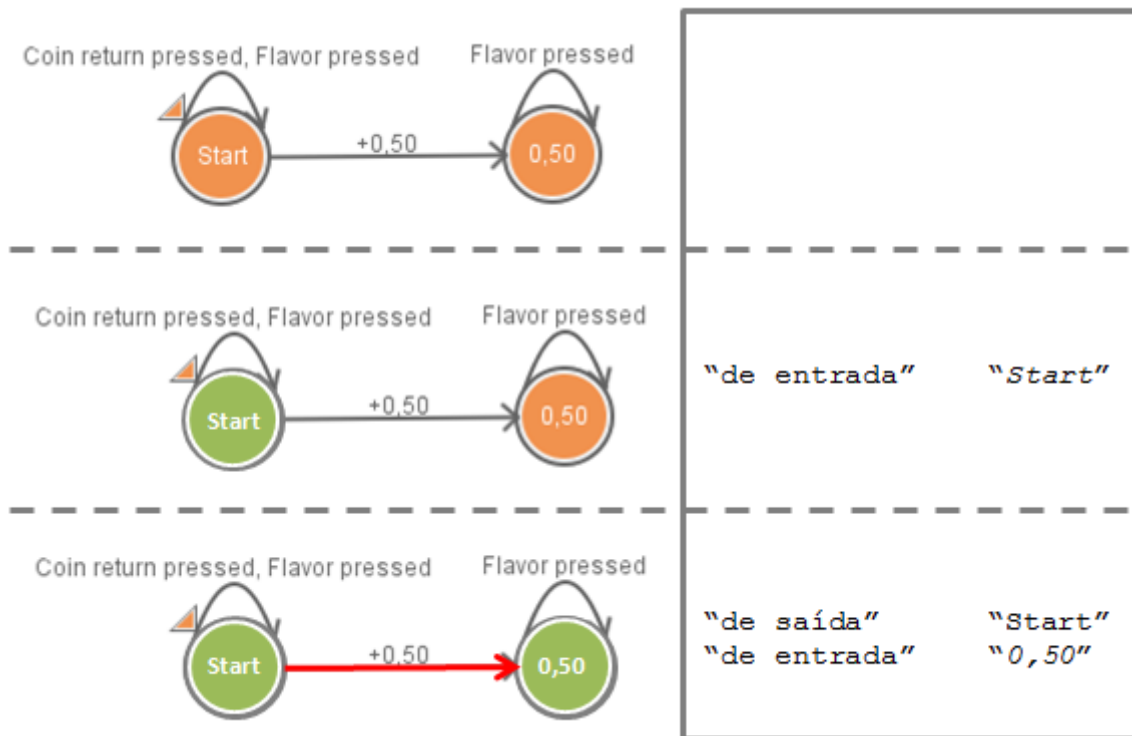 Coin return pressed, Flavor pressed
Flavor pressed
Start
+0,50
0,50
Coin return pressed, Flavor pressed
Flavor pressed
Start
+0,50
0,50
“de entrada” “Start”
Coin return pressed, Flavor pressed
Flavor pressed
Start
+0,50
0,50
“de saída” “Start”
“de entrada” “0,50”